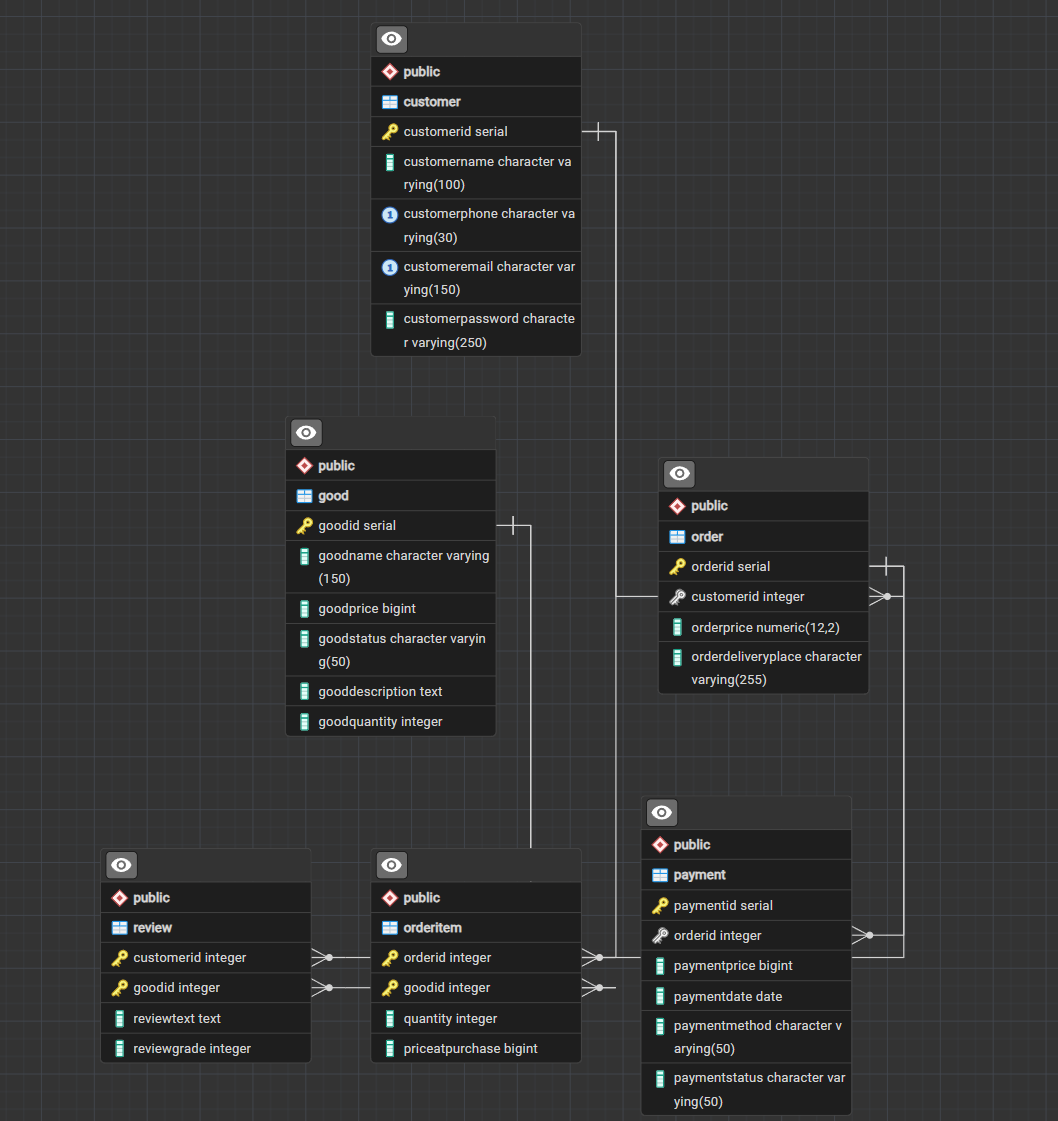 public
customer
customerid serial
customername character va
rying(100)
1 customerphone character va
rying(30)
1 customeremail character var
ying(150)
customerpassword characte
r varying(250)
public
good
goodid serial
goodname character varying
(150)
goodprice bigint
goodstatus character varyin
g(50)
gooddescription text
goodquantity integer
public
order
orderid serial
customerid integer
orderprice numeric(12,2)
orderdeliveryplace character
varying(255)
public
review
customerid integer
goodid integer
reviewtext text
reviewgrade integer
public
orderitem
orderid integer
goodid integer
quantity integer
priceatpurchase bigint
public
payment
paymentid serial
orderid integer
paymentprice bigint
paymentdate date
paymentmethod character v
arying(50)
paymentstatus character var
ying(50)